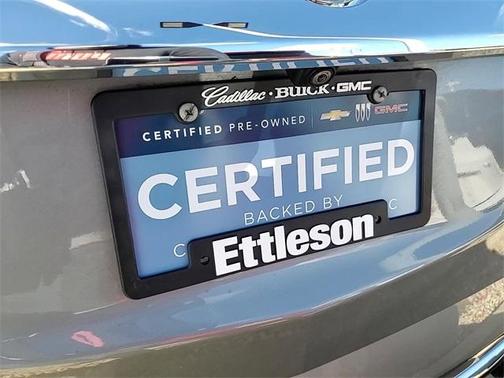 Cadillac · BUICK · GMC
CERTIFIED PRE-OWNED | GMC
CERTIFIED
BACKED BY
C C
Ettleson